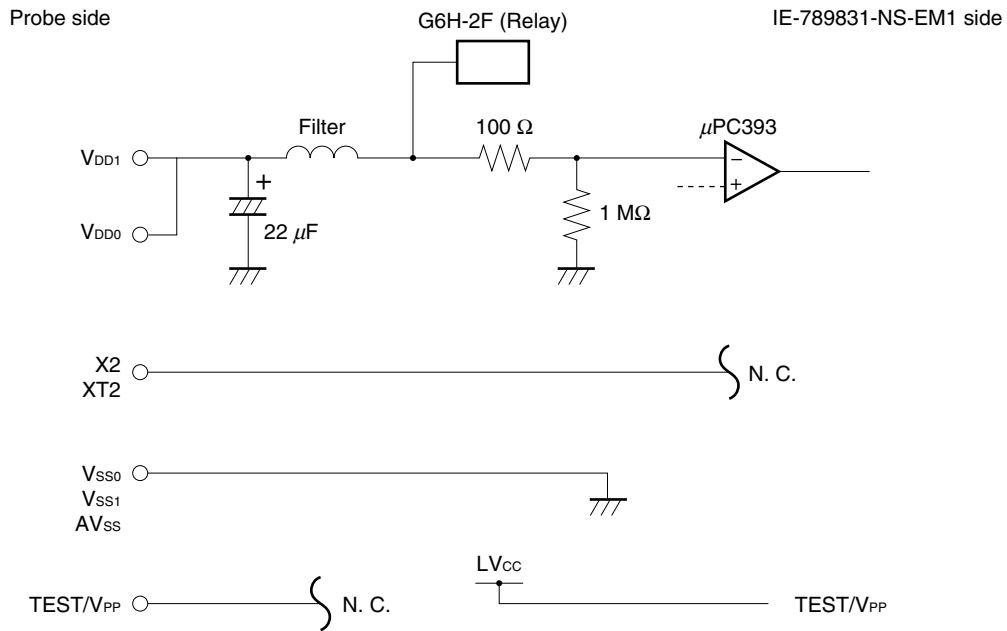 Probe side
G6H-2F (Relay)
IE-789831-NS-EM1 side
Filter
100 Ω
μPC393
VDD1
−
+
+
1 MΩ
VDD0
22 μF
X2
XT2
N. C.
VSS0
VSS1
AVSS
LVCC
TEST/VPP
N. C.
TEST/VPP